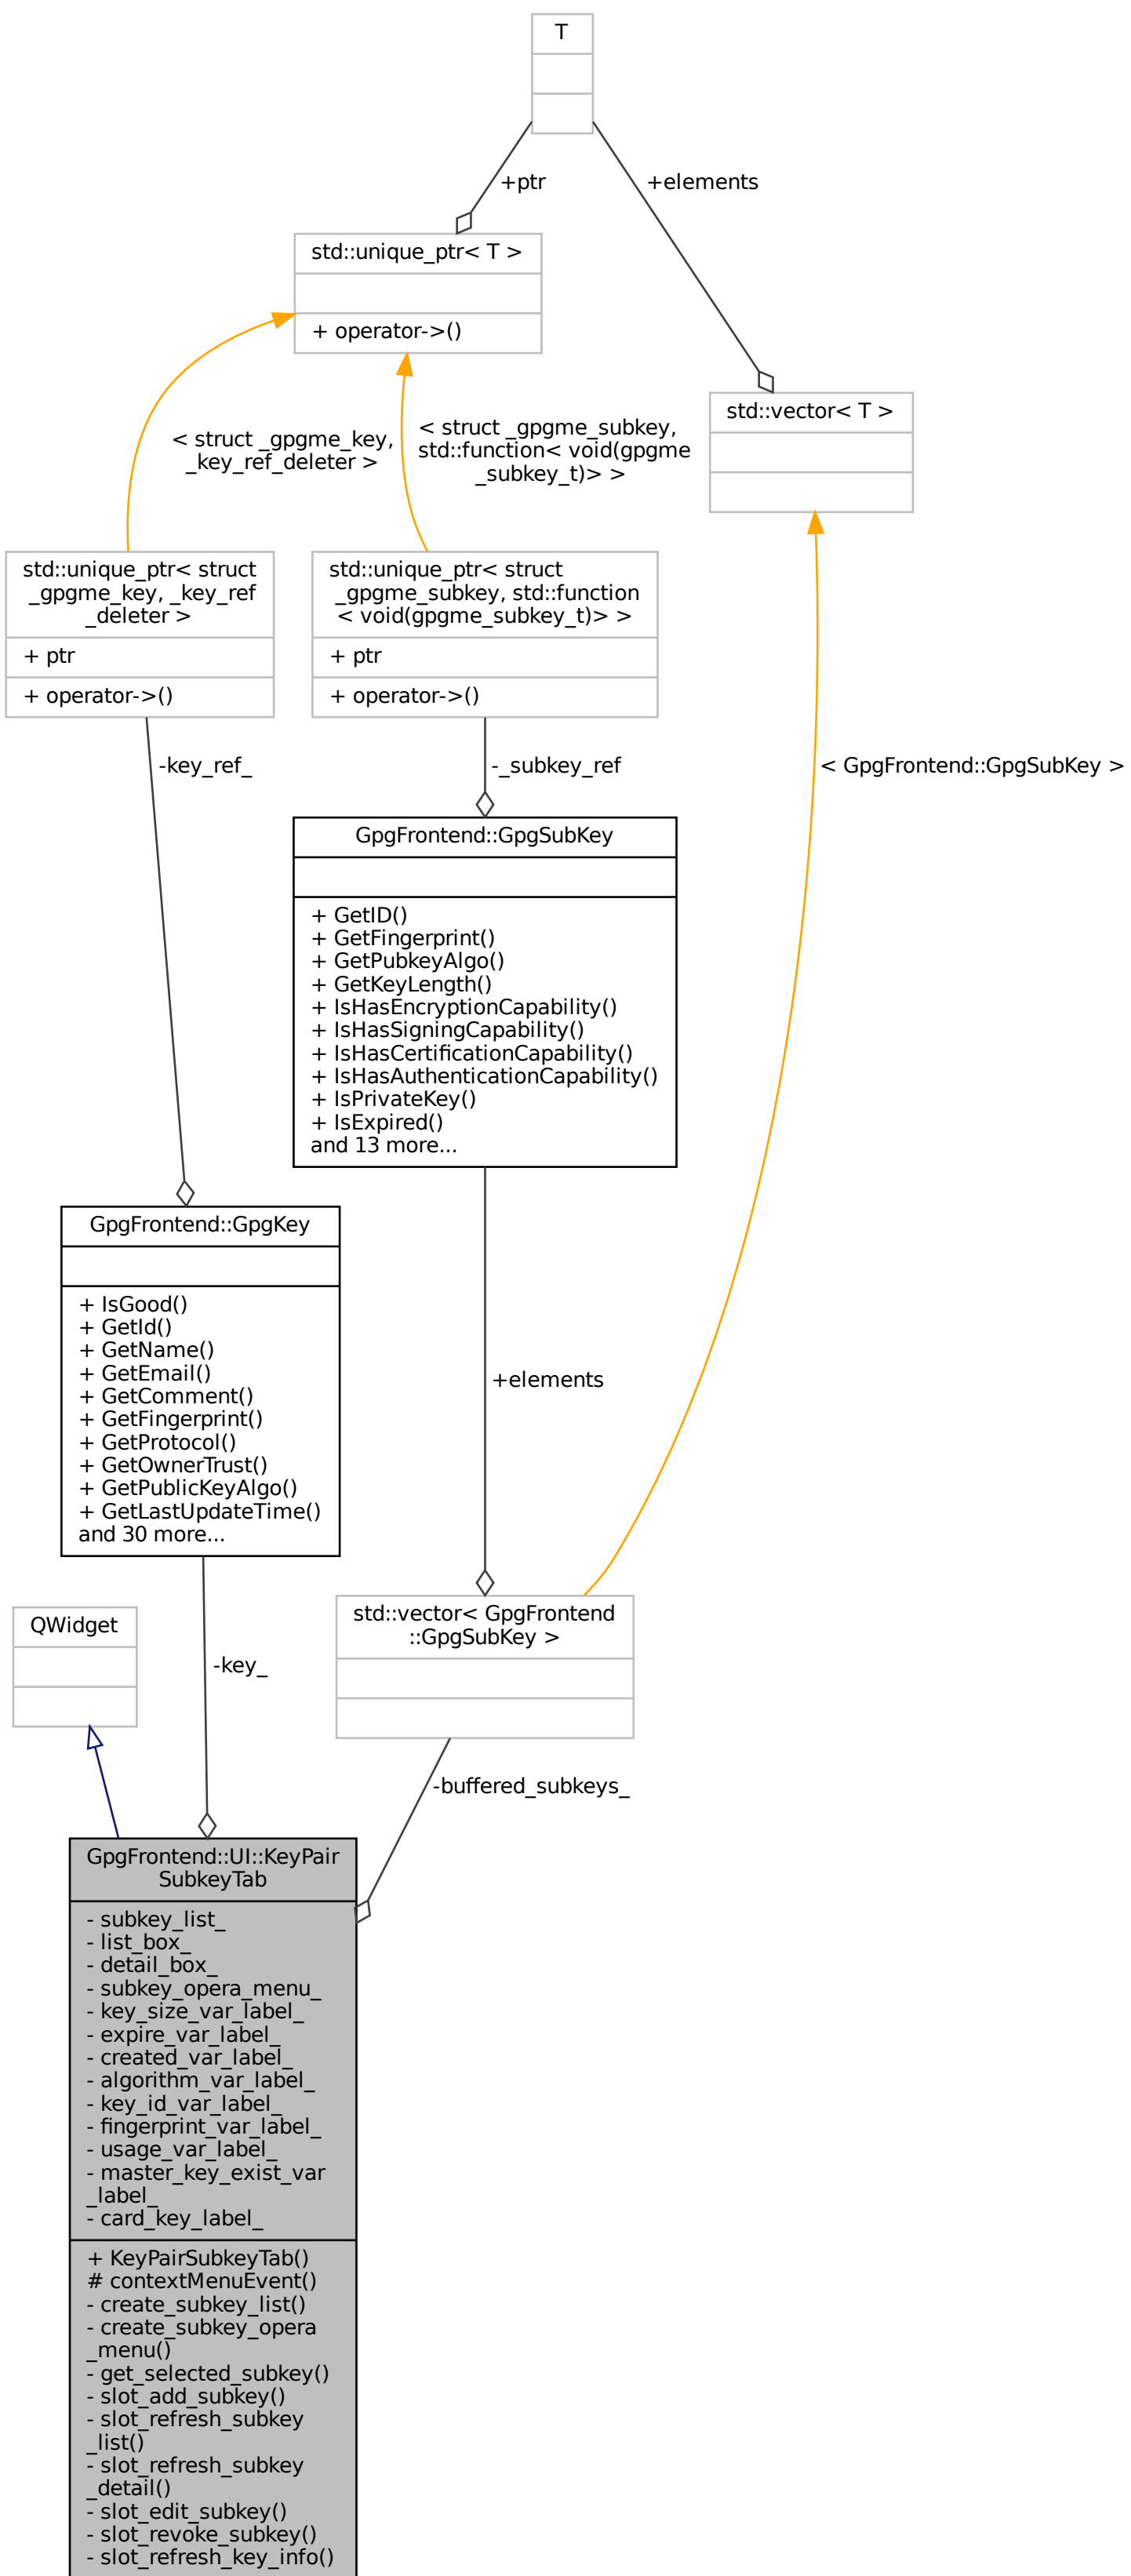 T
+ptr
+elements
std::unique_ptr< T >
+ operator->()
std::vector< T >
< struct _gpgme_key,
_key_ref_deleter >
< struct _gpgme_subkey,
std::function< void(gpgme
_subkey_t)> >
std::unique_ptr< struct
_gpgme_key, _key_ref
_deleter >
+ ptr
+ operator->()
std::unique_ptr< struct
_gpgme_subkey, std::function
< void(gpgme_subkey_t)> >
+ ptr
+ operator->()
-key_ref_
-_subkey_ref
< GpgFrontend::GpgSubKey >
GpgFrontend::GpgSubKey
+ GetID()
+ GetFingerprint()
+ GetPubkeyAlgo()
+ GetKeyLength()
+ IsHasEncryptionCapability()
+ IsHasSigningCapability()
+ IsHasCertificationCapability()
+ IsHasAuthenticationCapability()
+ IsPrivateKey()
+ IsExpired()
and 13 more...
GpgFrontend::GpgKey
+ IsGood()
+ GetId()
+ GetName()
+ GetEmail()
+ GetComment()
+ GetFingerprint()
+ GetProtocol()
+ GetOwnerTrust()
+ GetPublicKeyAlgo()
+ GetLastUpdateTime()
and 30 more...
+elements
std::vector< GpgFrontend
::GpgSubKey >
QWidget
-key_
-buffered_subkeys_
GpgFrontend::UI::KeyPair
SubkeyTab
- subkey_list_
- list_box_
- detail_box_
- subkey_opera_menu_
- key_size_var_label_
- expire_var_label_
- created_var_label_
- algorithm_var_label_
- key_id_var_label_
- fingerprint_var_label_
- usage_var_label_
- master_key_exist_var
_label_
- card_key_label_
+ KeyPairSubkeyTab()
# contextMenuEvent()
- create_subkey_list()
- create_subkey_opera
_menu()
- get_selected_subkey()
- slot_add_subkey()
- slot_refresh_subkey
_list()
- slot_refresh_subkey
_detail()
- slot_edit_subkey()
- slot_revoke_subkey()
- slot_refresh_key_info()